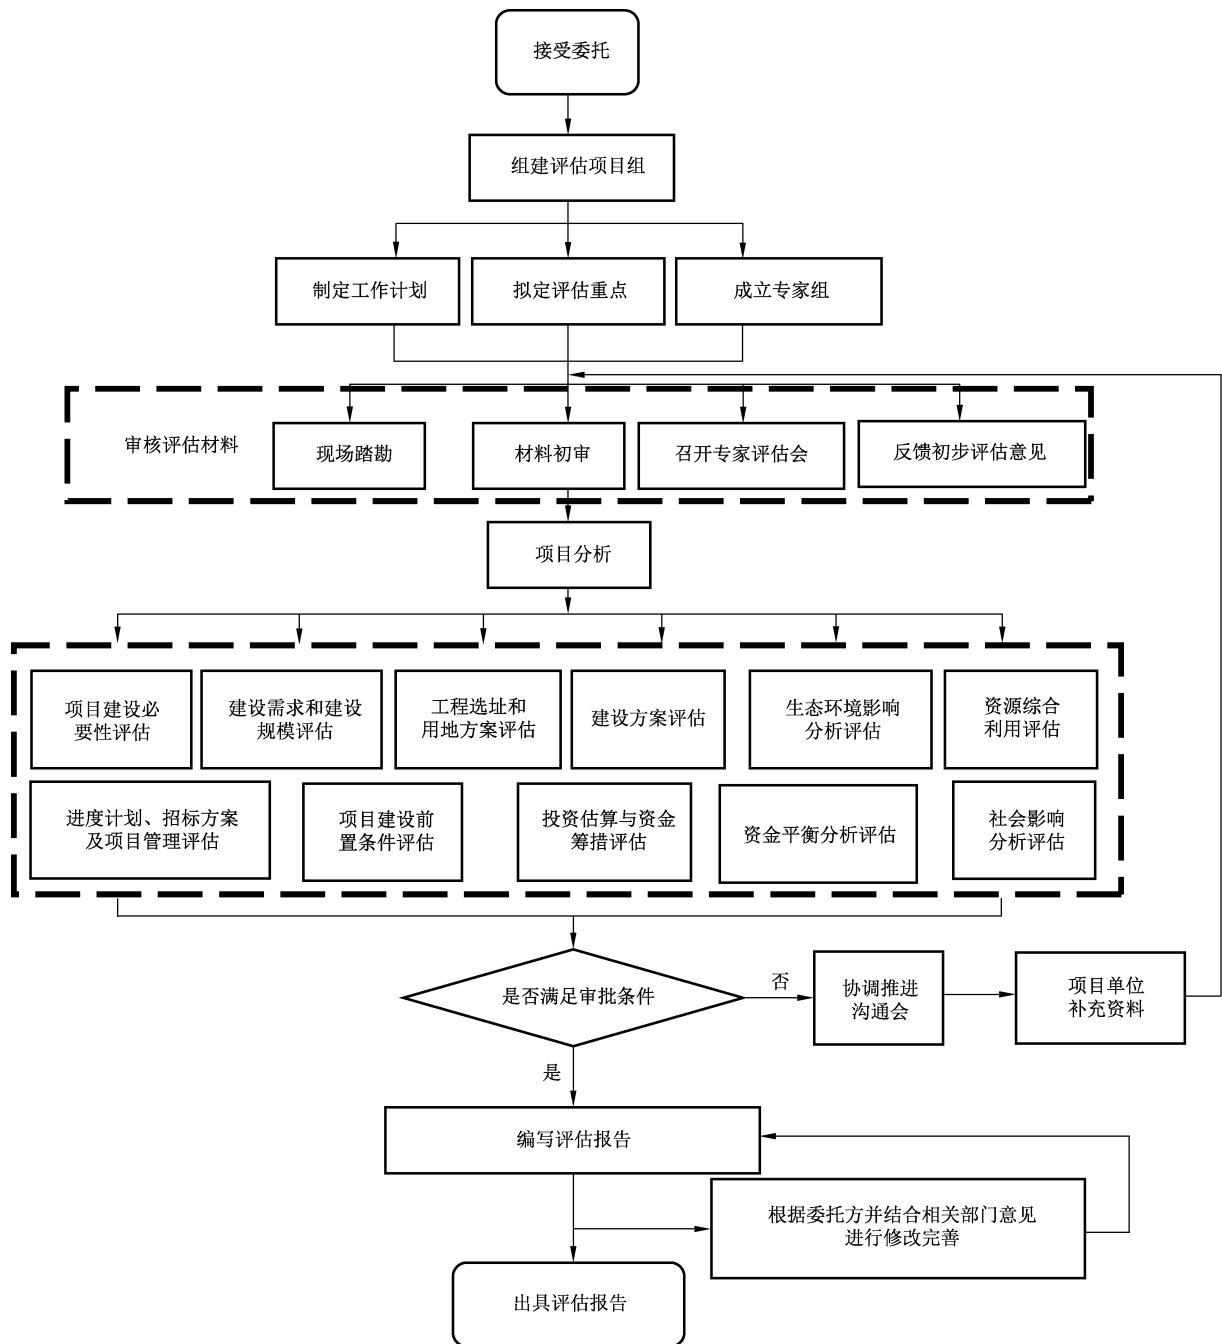 接受委托
组建评估项目组
制定工作计划
拟定评估重点
成立专家组
审核评估材料
现场踏勘
材料初审
召开专家评估会
反馈初步评估意见
项目分析
项目建设必
要性评估
建设需求和建设
规模评估
工程选址和
用地方案评估
建设方案评估
生态环境影响
分析评估
资源综合
利用评估
进度计划、招标方案
及项目管理评估
项目建设前
置条件评估
投资估算与资金
筹措评估
资金平衡分析评估
社会影响
分析评估
是否满足审批条件
否
协调推进
沟通会
项目单位
补充资料
是
编写评估报告
根据委托方并结合相关部门意见
进行修改完善
出具评估报告